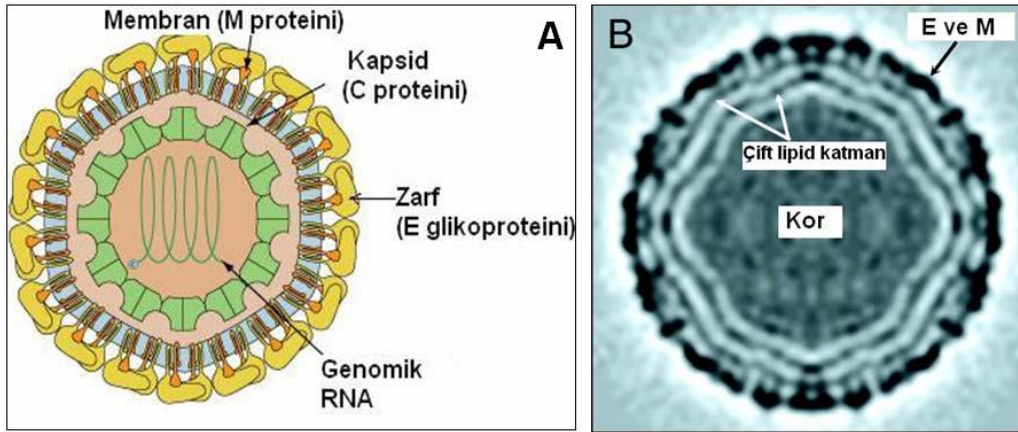 Membran (M proteini)
A
Kapsid
(C proteini)
Zarf
(E glikoproteini)
Genomik
RNA
B
E ve M
Çift lipid katman
Kor